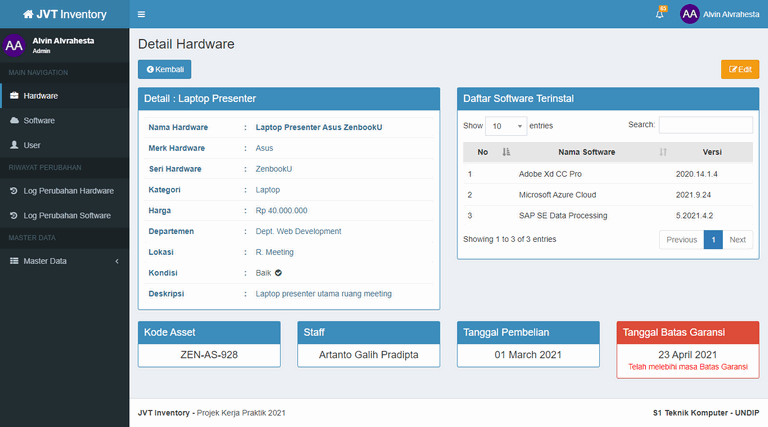 JVT Inventory
93
AA Alvin Alvrahesta
AA Alvin Alvrahesta
Admin
MAIN NAVIGATION
Hardware
Software
User
RIWAYAT PERUBAHAN
Log Perubahan Hardware
Log Perubahan Software
MASTER DATA
Master Data
Detail Hardware
Kembali
Edit
Detail : Laptop Presenter
Nama Hardware : Laptop Presenter Asus ZenbookU
Merk Hardware : Asus
Seri Hardware : ZenbookU
Kategori : Laptop
Harga : Rp 40.000.000
Departemen : Dept. Web Development
Lokasi : R. Meeting
Kondisi : Baik
Deskripsi : Laptop presenter utama ruang meeting
Daftar Software Terinstal
Show 10 entries Search:
No Nama Software Versi
1 Adobe Xd CC Pro 2020.14.1.4
2 Microsoft Azure Cloud 2021.9.24
3 SAP SE Data Processing 5.2021.4.2
Showing 1 to 3 of 3 entries Previous 1 Next
Kode Asset
ZEN-AS-928
Staff
Artanto Galih Pradipta
Tanggal Pembelian
01 March 2021
Tanggal Batas Garansi
23 April 2021
Telah melebihi masa Batas Garansi
JVT Inventory - Projek Kerja Praktik 2021 S1 Teknik Komputer - UNDIP